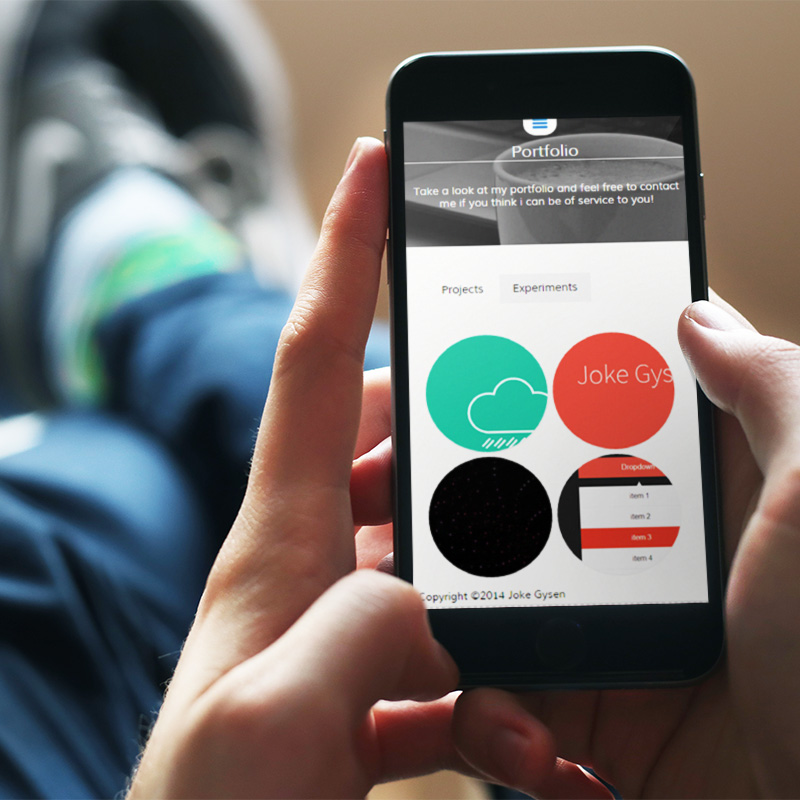 Portfolio
Take a look at my portfolio and feel free to contact
me if you think i can be of service to you!
Projects Experiments
Joke Gys
Dropdown
item 1
item 2
item 3
item 4
Copyright ©2014 Joke Gysen